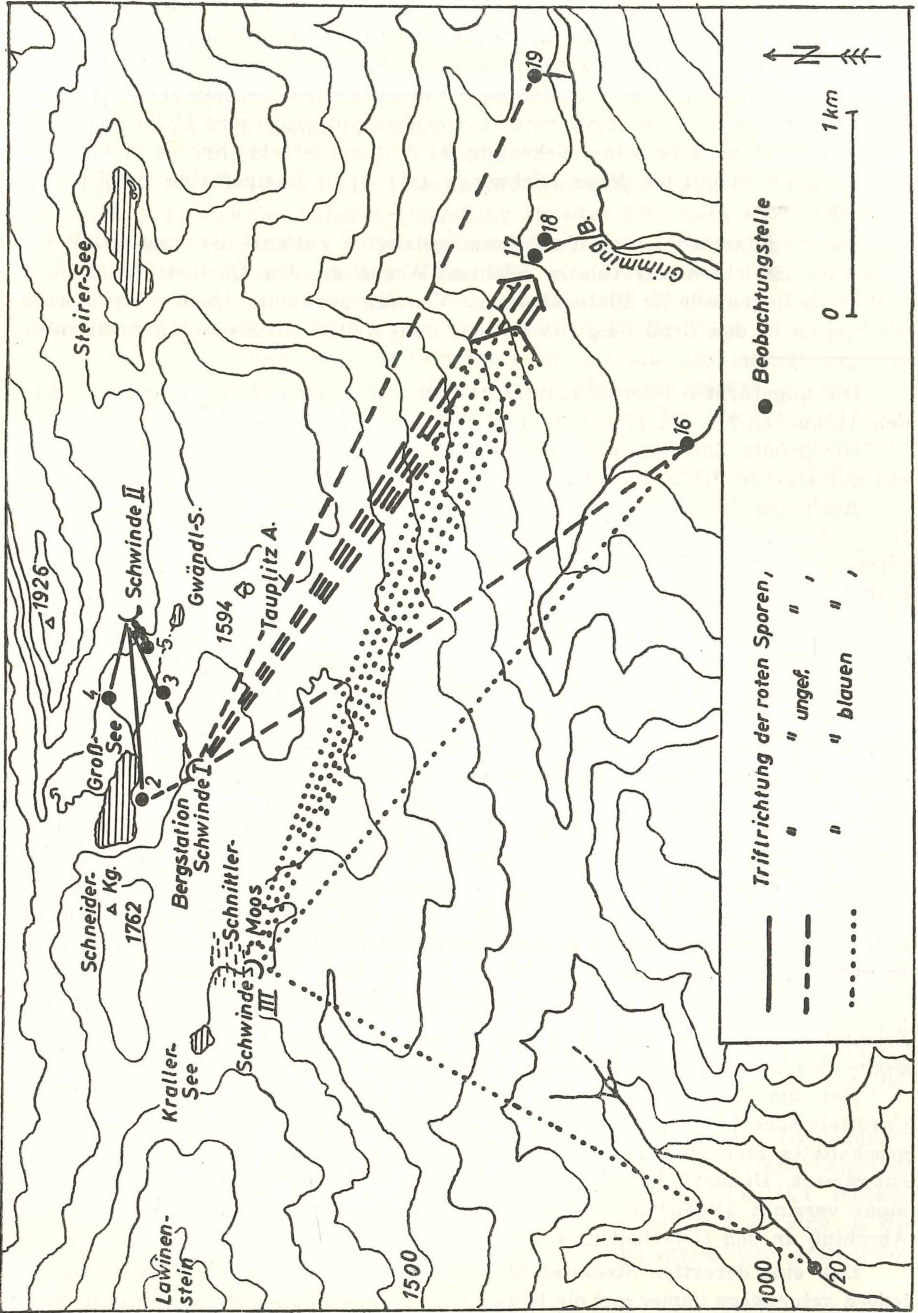 Lawinen-
stein
Kraller-
See
Schneider-
Kg.
1762
Groß-
See
1926
Steirer-See
Schwinde II
Gwändl-S.
1594
Tauplitz A.
Bergstation
Schwinde I
Schnittler-
Moos
Schwinde
III
2
3
4
5
1500
1000
16
17
18
19
20
Grimming B.
Triftrichtung der roten Sporen,
" " ungef. " ,
" " blauen " ,
Beobachtungstelle
0 1km
N